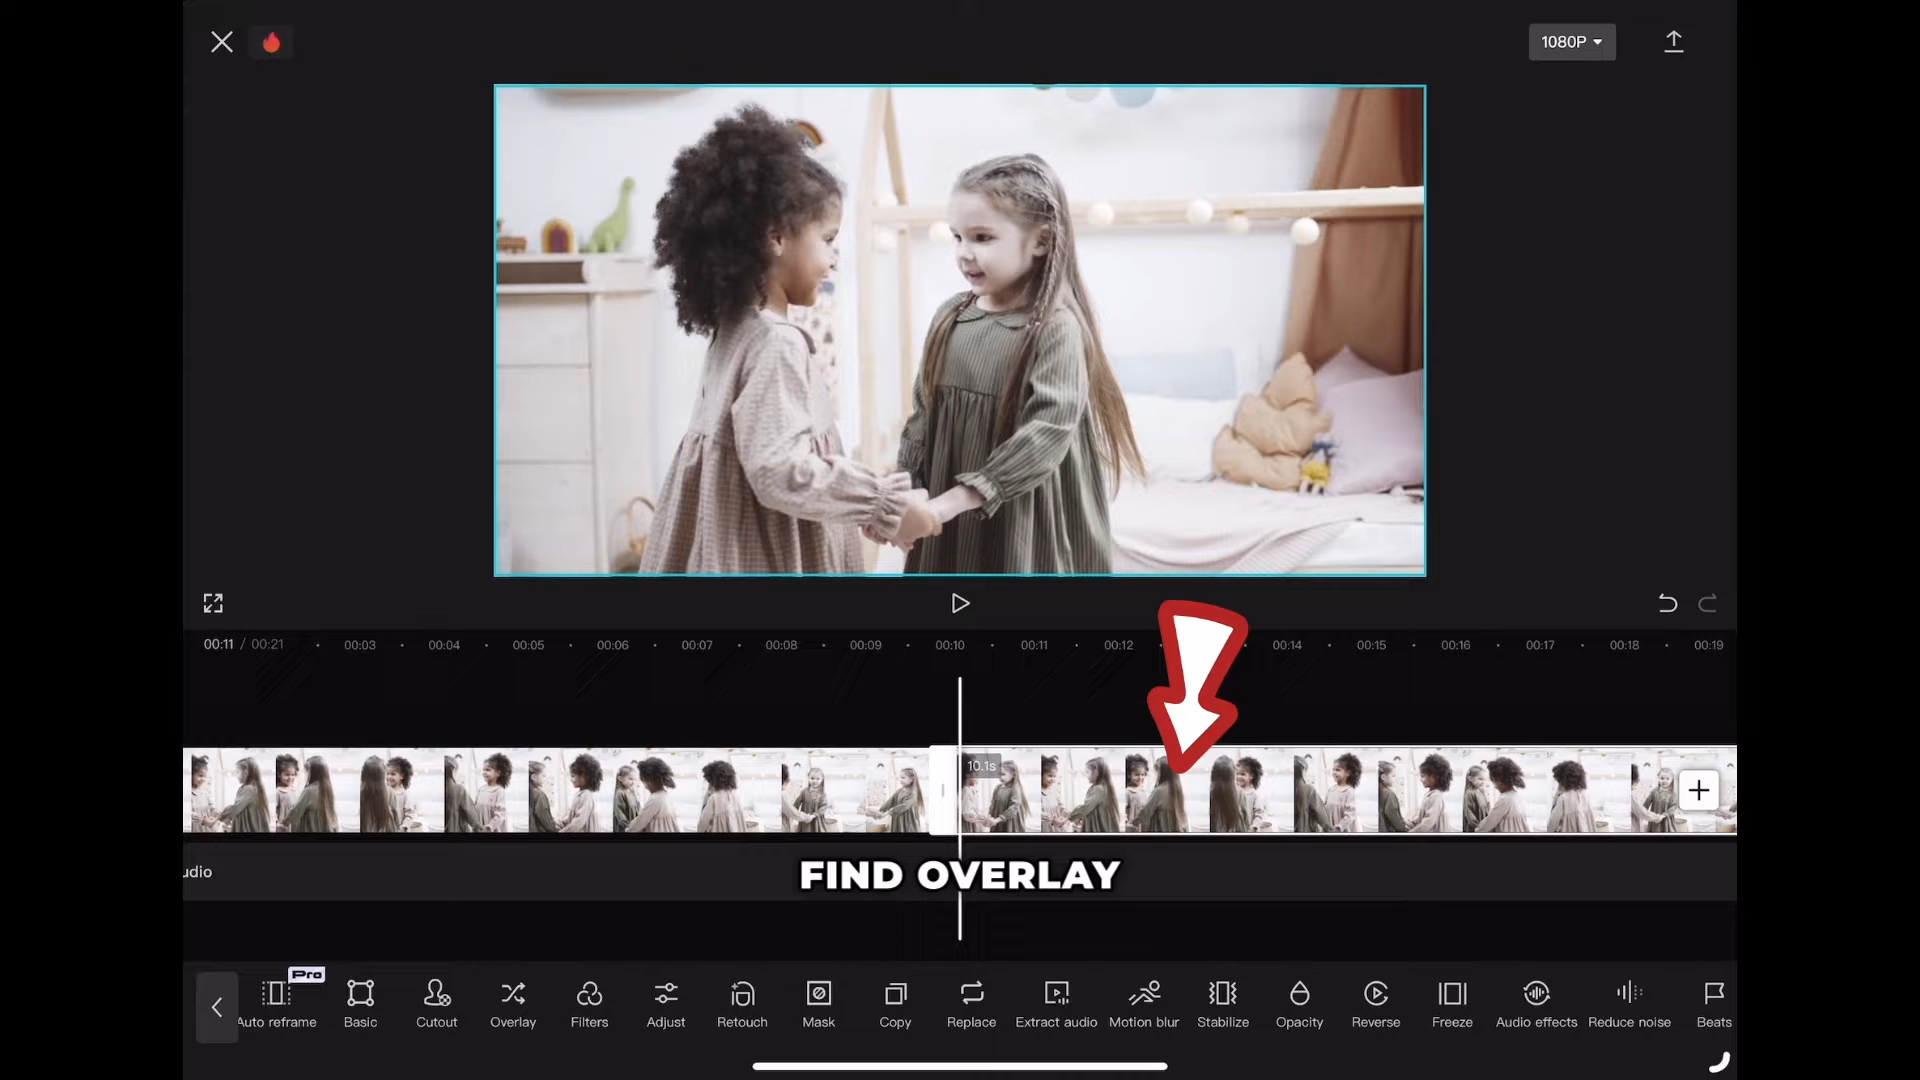 1080P
00:11 / 00:21
00:03
00:04
00:05
00:06
00:07
00:08
00:09
00:10
00:11
00:12
00:14
00:15
00:16
00:17
00:18
00:19
10.1s
udio
FIND OVERLAY
Pro
Auto reframe
Basic
Cutout
Overlay
Filters
Adjust
Retouch
Mask
Copy
Replace
Extract audio
Motion blur
Stabilize
Opacity
Reverse
Freeze
Audio effects
Reduce noise
Beats